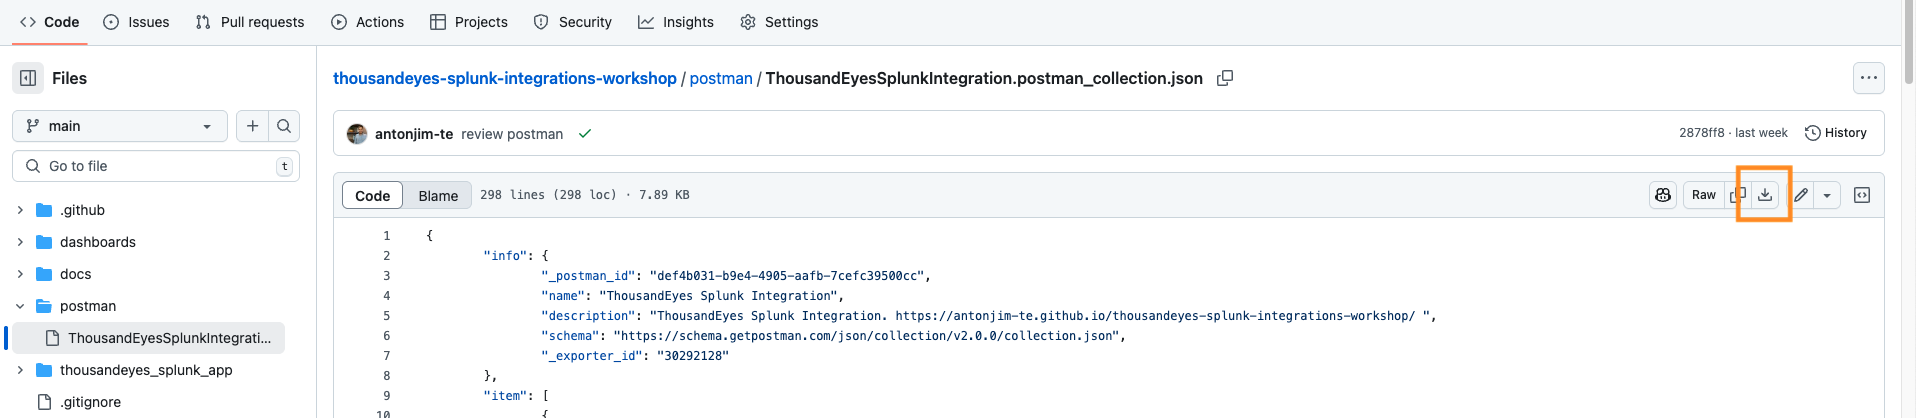 Code Issues Pull requests Actions Projects Security Insights Settings
Files
main
Go to file t
.github
dashboards
docs
postman
ThousandEyesSplunkIntegrati...
thousandeyes_splunk_app
.gitignore
thousandeyes-splunk-integrations-workshop / postman / ThousandEyesSplunkIntegration.postman_collection.json
antonjim-te review postman 2878ff8 · last week History
Code Blame 298 lines (298 loc) · 7.89 KB Raw
1 {
2 "info": {
3 "_postman_id": "def4b031-b9e4-4905-aafb-7cefc39500cc",
4 "name": "ThousandEyes Splunk Integration",
5 "description": "ThousandEyes Splunk Integration. https://antonjim-te.github.io/thousandeyes-splunk-integrations-workshop/ ",
6 "schema": "https://schema.getpostman.com/json/collection/v2.0.0/collection.json",
7 "_exporter_id": "30292128"
8 },
9 "item": [
10 {